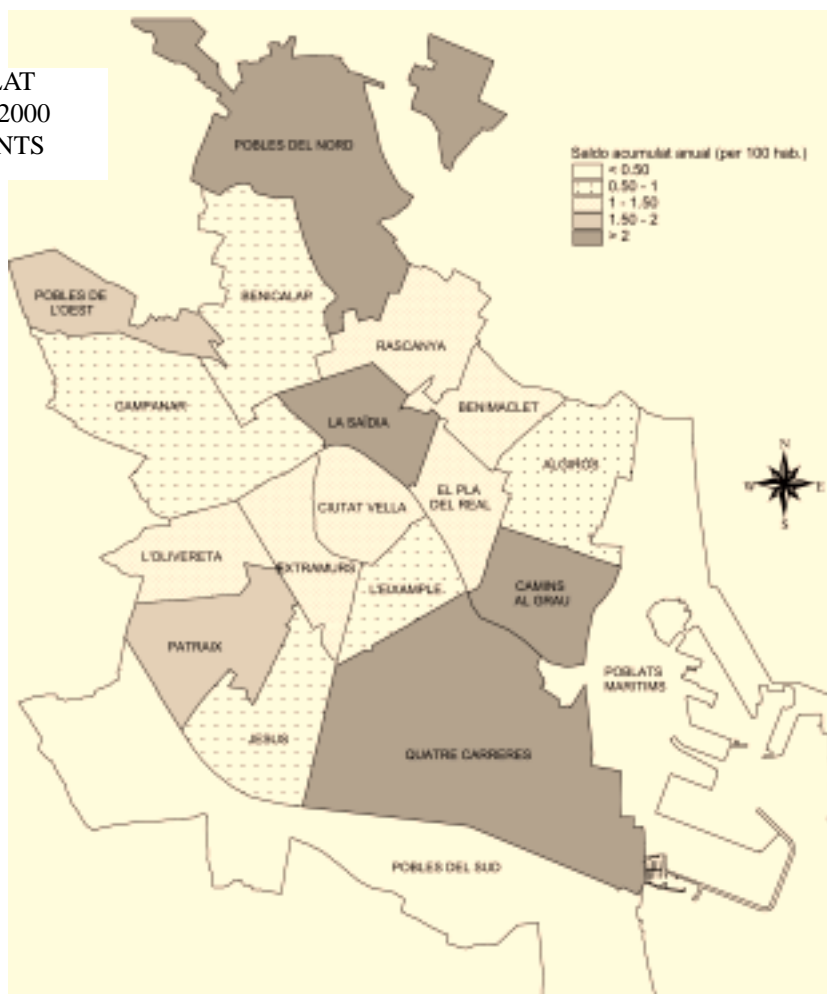 LAT
2000
NTS
POBLES DEL NORD
Saldo acumulat anual (per 100 hab.)
< 0.50
0.50 - 1
1 - 1.50
1.50 - 2
> 2
POBLES DE
L'OEST
BENICALAP
RASCANYA
CAMPANAR
BENIMACLET
LA SAÏDIA
ALGIRÓS
EL PLA
DEL REAL
CIUTAT VELLA
N
W E
S
L'OLIVERETA
EXTRAMURS
L'EIXAMPLE
CAMINS
AL GRAU
PATRAIX
POBLATS
MARITIMS
JESUS
QUATRE CARRERES
POBLES DEL SUD